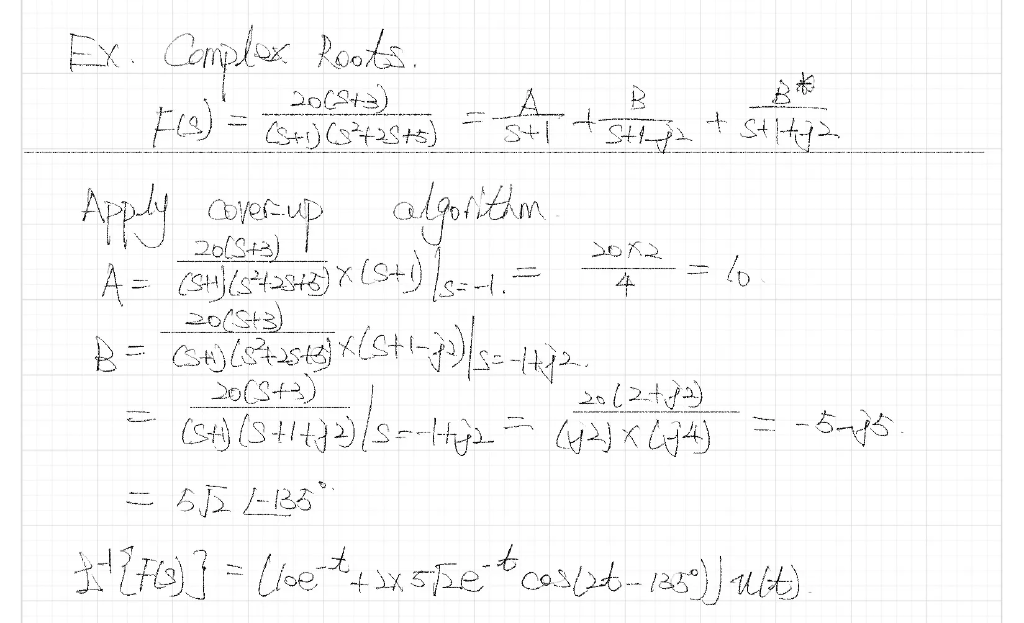 Ex. Complex Roots.
F(s) = 20(s+3) / (s+1)(s²+2s+5) = A / s+1 + B / s+1-j2 + B* / s+1+j2
Apply cover-up algorithm
A = 20(s+3) / (s+1)(s²+2s+5) × (s+1) |s=-1. = 20×2 / 4 = 10.
B = 20(s+3) / (s+1)(s²+2s+5) × (s+1-j2) |s=-1+j2.
= 20(s+3) / (s+1)(s+1+j2) |s=-1+j2 = 20(2+j2) / (j2)×(j4) = -5-j5.
= 5√2 ∠-135°.
ℒ⁻¹{F(s)} = (10e^-t + 2×5√2e^-t cos(2t-135°)) u(t).